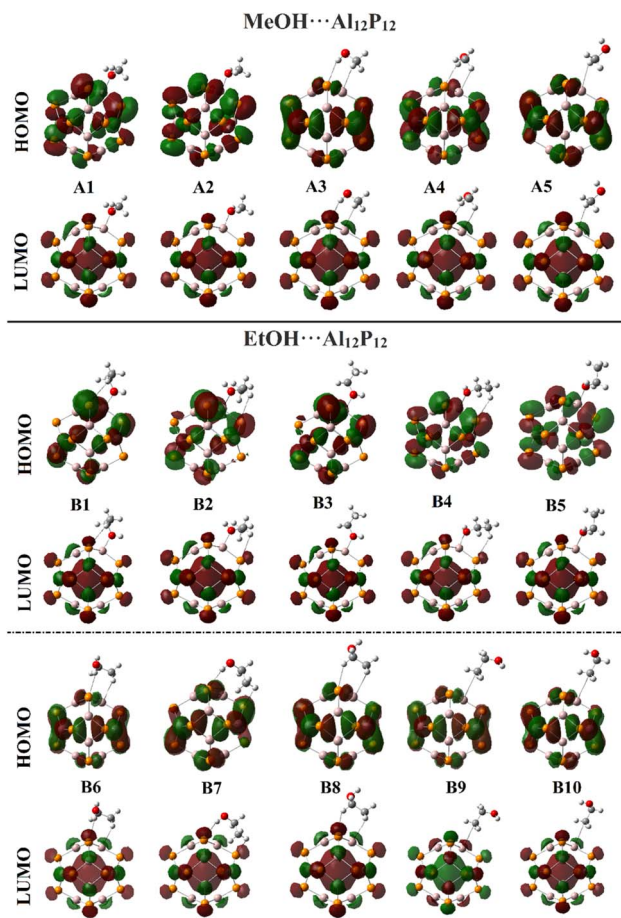 MeOH···Al₁₂P₁₂
HOMO
A1 A2 A3 A4 A5
LUMO
EtOH···Al₁₂P₁₂
HOMO
B1 B2 B3 B4 B5
LUMO
HOMO
B6 B7 B8 B9 B10
LUMO